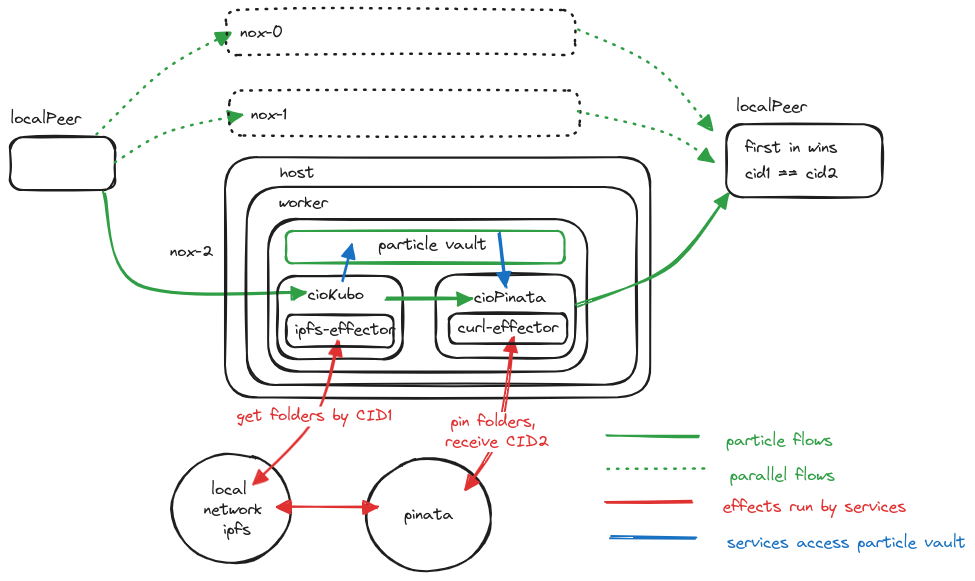 nox-0
localPeer
nox-1
localPeer
first in wins
cid1 == cid2
host
worker
nox-2
particle vault
cioKubo
cioPinata
ipfs-effector
curl-effector
get folders by CID1
pin folders,
receive CID2
local
network
ipfs
pinata
particle flows
parallel flows
effects run by services
services access particle vault